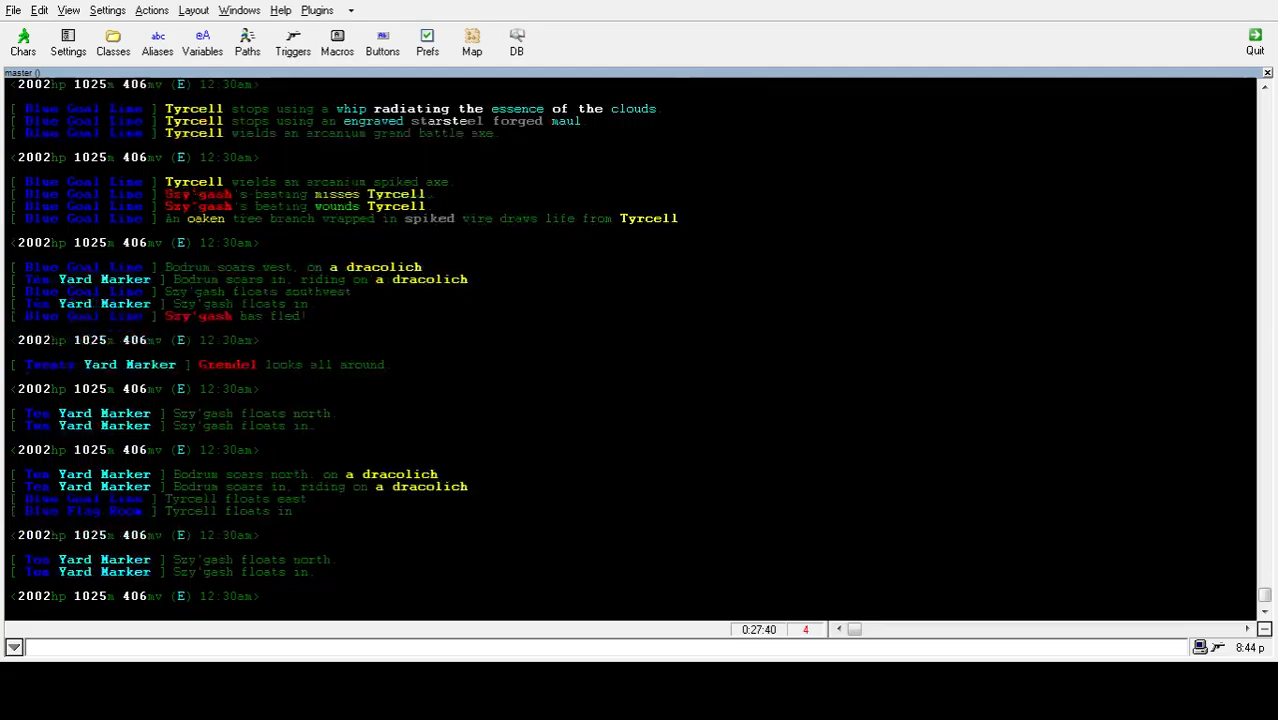 File Edit View Settings Actions Layout Windows Help Plugins
Chars Settings Classes Aliases Variables Paths Triggers Macros Buttons Prefs Map DB Quit
master ()
<2002hp 1025m 406mv (E) 12:30am>
[ Blue Goal Line ] Tyrcell stops using a whip radiating the essence of the clouds.
[ Blue Goal Line ] Tyrcell stops using an engraved starsteel forged maul.
[ Blue Goal Line ] Tyrcell wields an arcanium grand battle axe.
<2002hp 1025m 406mv (E) 12:30am>
[ Blue Goal Line ] Tyrcell wields an arcanium spiked axe.
[ Blue Goal Line ] Szy'gash's beating misses Tyrcell.
[ Blue Goal Line ] Szy'gash's beating wounds Tyrcell.
[ Blue Goal Line ] An oaken tree branch wrapped in spiked wire draws life from Tyrcell
<2002hp 1025m 406mv (E) 12:30am>
[ Blue Goal Line ] Bodrum soars west, on a dracolich
[ Ten Yard Marker ] Bodrum soars in, riding on a dracolich
[ Blue Goal Line ] Szy'gash floats southwest
[ Ten Yard Marker ] Szy'gash floats in
[ Blue Goal Line ] Szy'gash has fled!
<2002hp 1025m 406mv (E) 12:30am>
[ Twenty Yard Marker ] Grendel looks all around.
<2002hp 1025m 406mv (E) 12:30am>
[ Ten Yard Marker ] Szy'gash floats north.
[ Ten Yard Marker ] Szy'gash floats in.
<2002hp 1025m 406mv (E) 12:30am>
[ Ten Yard Marker ] Bodrum soars north, on a dracolich
[ Ten Yard Marker ] Bodrum soars in, riding on a dracolich
[ Blue Goal Line ] Tyrcell floats east
[ Blue Flag Room ] Tyrcell floats in
<2002hp 1025m 406mv (E) 12:30am>
[ Ten Yard Marker ] Szy'gash floats north.
[ Ten Yard Marker ] Szy'gash floats in.
<2002hp 1025m 406mv (E) 12:30am>
0:27:40 4
8:44 p